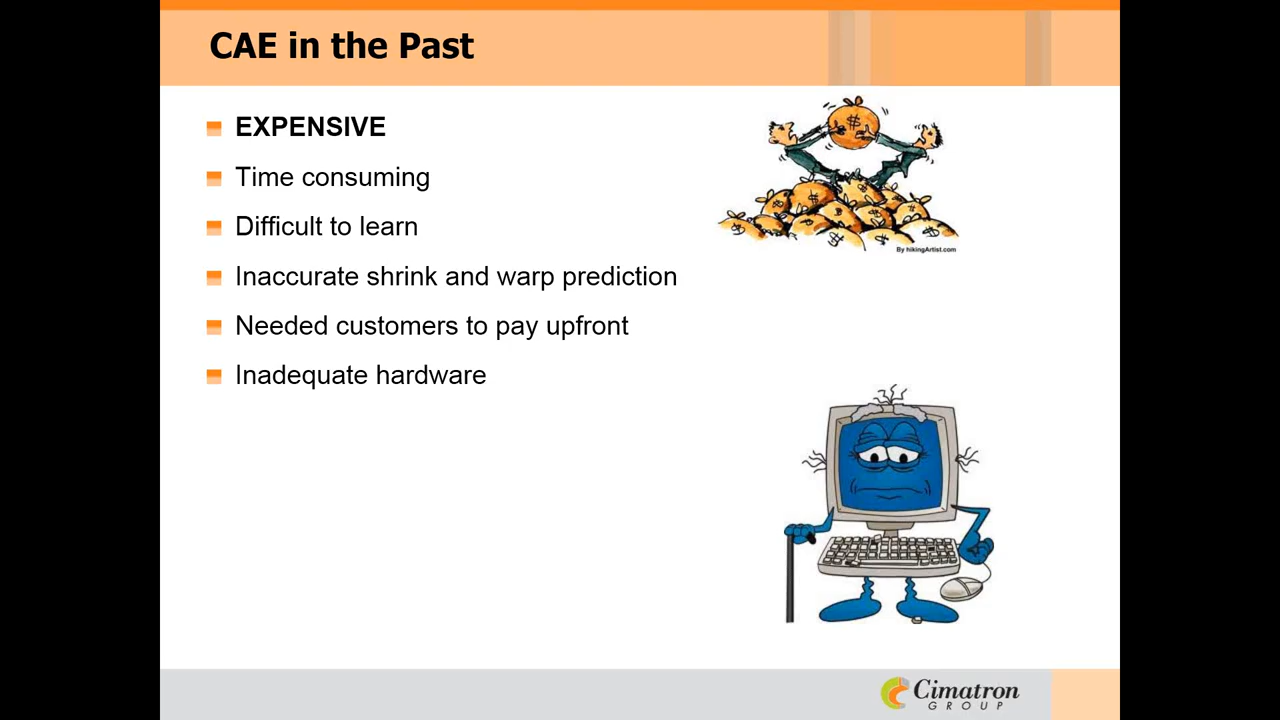 CAE in the Past
EXPENSIVE
Time consuming
Difficult to learn
Inaccurate shrink and warp prediction
Needed customers to pay upfront
Inadequate hardware
$
$
$
$
$
$
By hikingArtist.com
Cimatron
GROUP